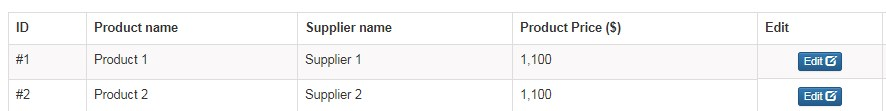 ID Product name Supplier name Product Price ($) Edit
#1 Product 1 Supplier 1 1,100 Edit
#2 Product 2 Supplier 2 1,100 Edit